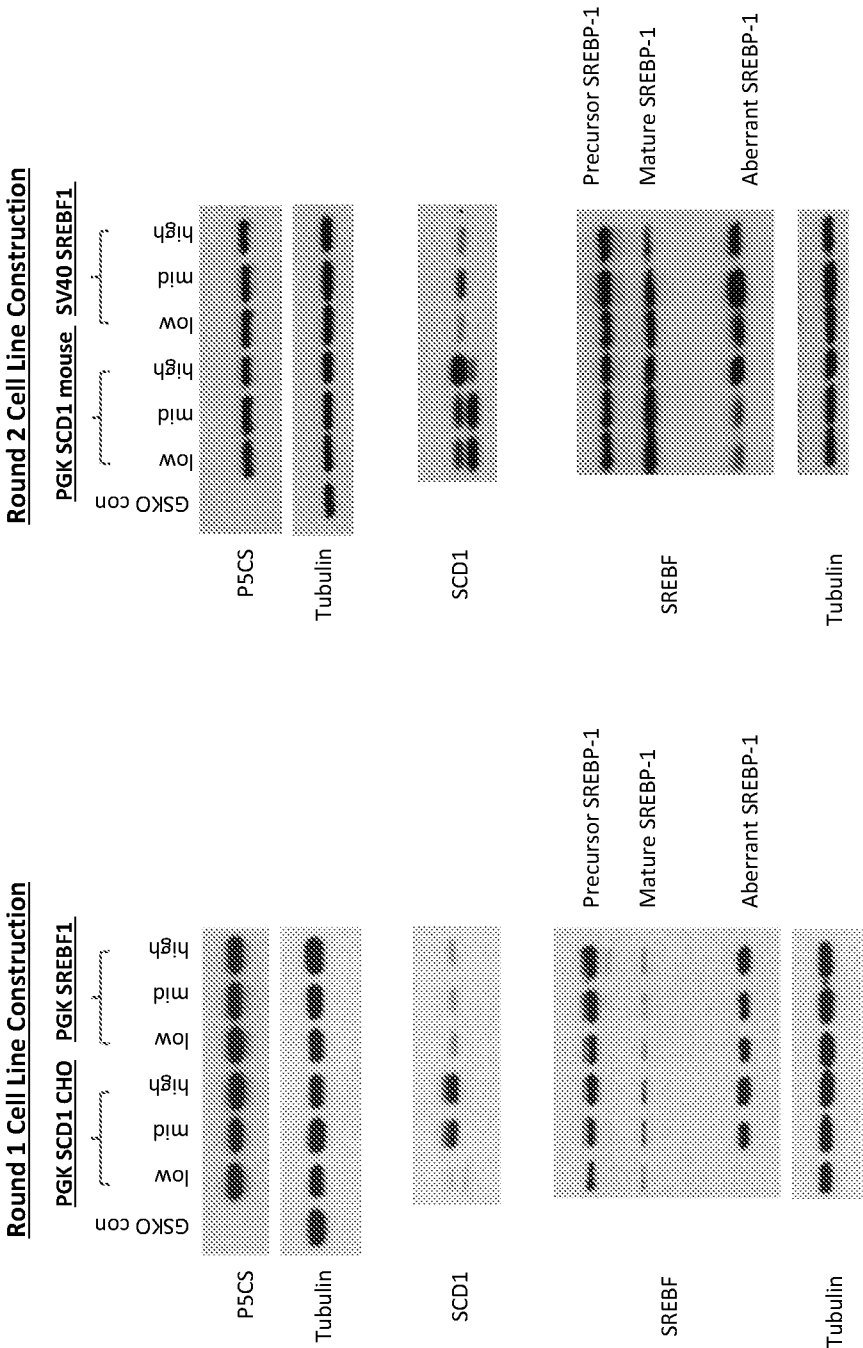 Round 1 Cell Line Construction
PGK SCD1 CHO PGK SREBF1
GSKO con low mid high low mid high
P5CS
Tubulin
SCD1
SREBF
Precursor SREBP-1
Mature SREBP-1
Aberrant SREBP-1
Tubulin
Round 2 Cell Line Construction
PGK SCD1 mouse SV40 SREBF1
GSKO con low mid high low mid high
P5CS
Tubulin
SCD1
SREBF
Precursor SREBP-1
Mature SREBP-1
Aberrant SREBP-1
Tubulin